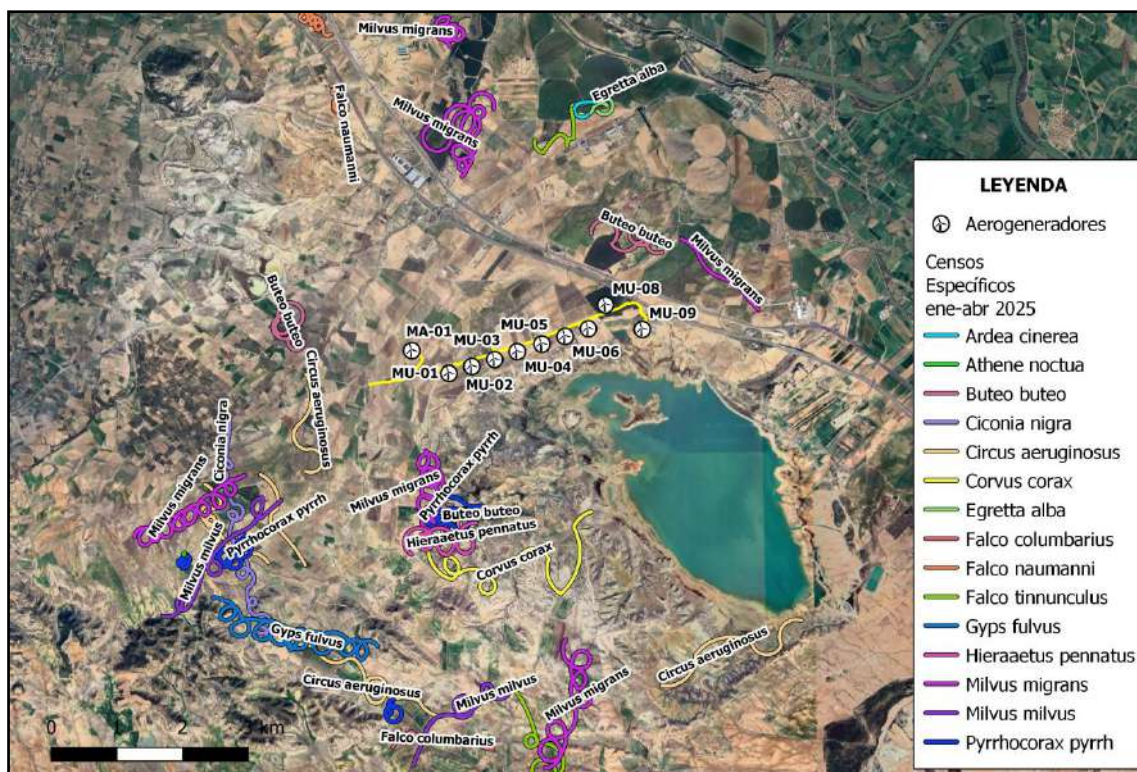 Milvus migrans
Egretta alba
Milvus migrans
Falco naumanni
Buteo buteo
Milvus migrans
Buteo buteo
MU-08
MU-05
MU-09
MA-01
MU-03
MU-06
MU-04
MU-01
MU-02
Circus aeruginosus
Ciconia nigra
Milvus migrans
Milvus migrans
Pyrrhocorax pyrrh
Buteo buteo
Hieraaetus pennatus
Pyrrhocorax pyrrh
Milvus milvus
Corvus corax
Gyps fulvus
Circus aeruginosus
Circus aeruginosus
Milvus milvus
Milvus migrans
Falco columbarius
0 1 2 3 km
LEYENDA
Aerogeneradores
Censos
Específicos
ene-abr 2025
Ardea cinerea
Athene noctua
Buteo buteo
Ciconia nigra
Circus aeruginosus
Corvus corax
Egretta alba
Falco columbarius
Falco naumanni
Falco tinnunculus
Gyps fulvus
Hieraaetus pennatus
Milvus migrans
Milvus milvus
Pyrrhocorax pyrrh